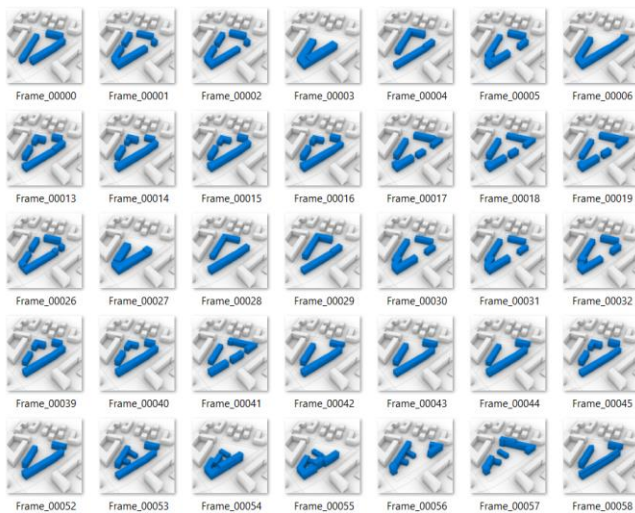 Frame_00000 Frame_00001 Frame_00002 Frame_00003 Frame_00004 Frame_00005 Frame_00006
Frame_00013 Frame_00014 Frame_00015 Frame_00016 Frame_00017 Frame_00018 Frame_00019
Frame_00026 Frame_00027 Frame_00028 Frame_00029 Frame_00030 Frame_00031 Frame_00032
Frame_00039 Frame_00040 Frame_00041 Frame_00042 Frame_00043 Frame_00044 Frame_00045
Frame_00052 Frame_00053 Frame_00054 Frame_00055 Frame_00056 Frame_00057 Frame_00058